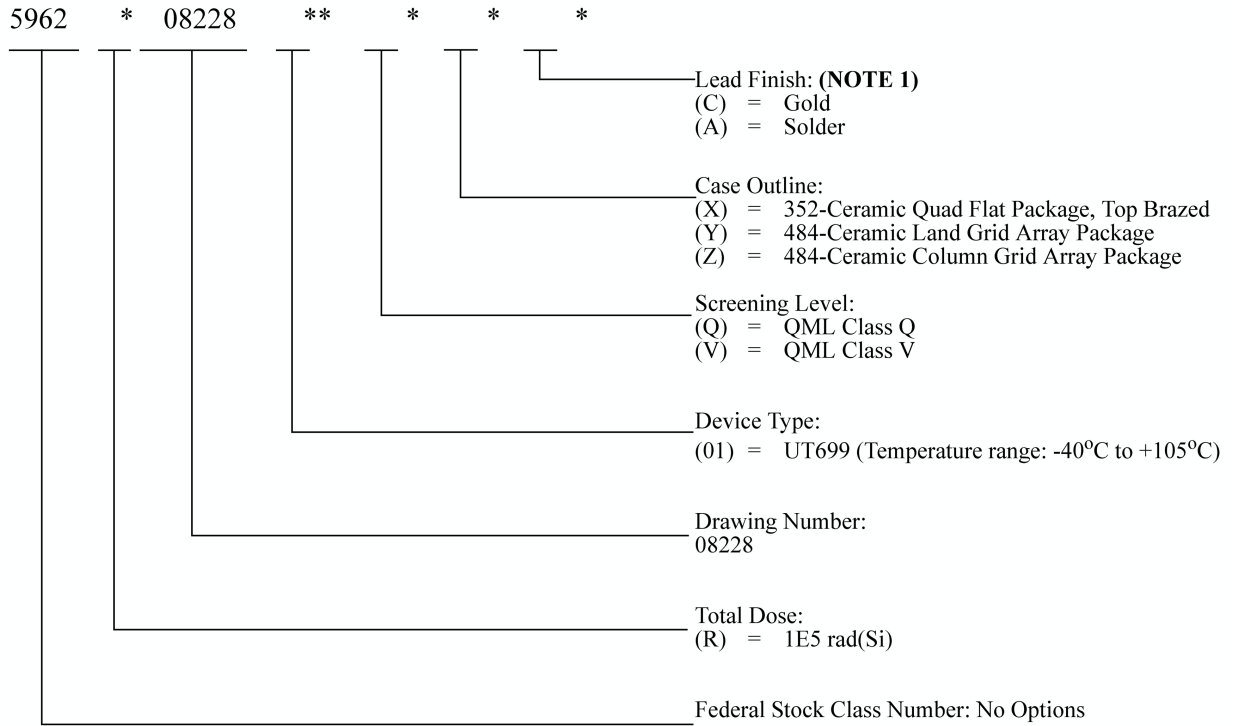 5962 * 08228 ** * * *
Lead Finish: (NOTE 1)
(C) = Gold
(A) = Solder
Case Outline:
(X) = 352-Ceramic Quad Flat Package, Top Brazed
(Y) = 484-Ceramic Land Grid Array Package
(Z) = 484-Ceramic Column Grid Array Package
Screening Level:
(Q) = QML Class Q
(V) = QML Class V
Device Type:
(01) = UT699 (Temperature range: -40°C to +105°C)
Drawing Number:
08228
Total Dose:
(R) = 1E5 rad(Si)
Federal Stock Class Number: No Options